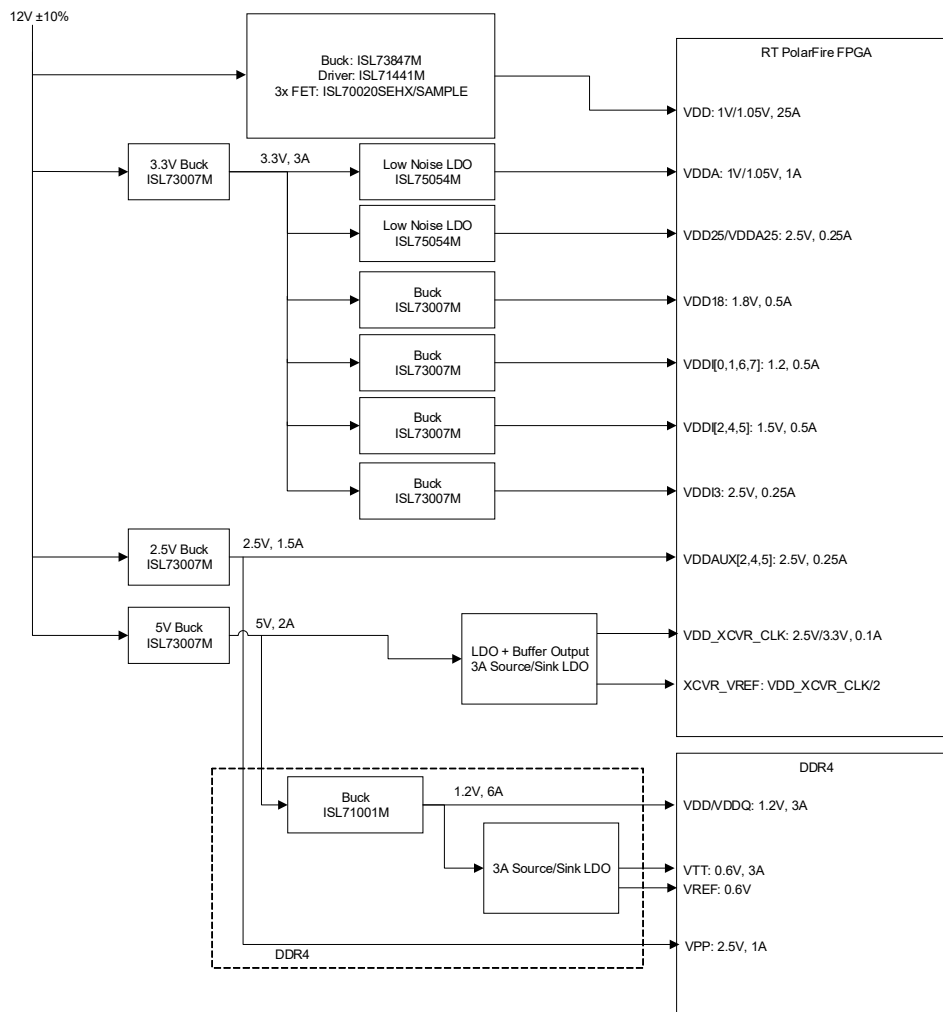 12V ±10%
Buck: ISL73847M
Driver: ISL71441M
3x FET: ISL70020SEHX/SAMPLE
RT PolarFire FPGA
VDD: 1V/1.05V, 25A
3.3V Buck
ISL73007M
3.3V, 3A
Low Noise LDO
ISL75054M
VDDA: 1V/1.05V, 1A
Low Noise LDO
ISL75054M
VDD25/VDDA25: 2.5V, 0.25A
Buck
ISL73007M
VDD18: 1.8V, 0.5A
Buck
ISL73007M
VDDI[0,1,6,7]: 1.2, 0.5A
Buck
ISL73007M
VDDI[2,4,5]: 1.5V, 0.5A
Buck
ISL73007M
VDDI3: 2.5V, 0.25A
2.5V Buck
ISL73007M
2.5V, 1.5A
VDDAUX[2,4,5]: 2.5V, 0.25A
5V Buck
ISL73007M
5V, 2A
LDO + Buffer Output
3A Source/Sink LDO
VDD_XCVR_CLK: 2.5V/3.3V, 0.1A
XCVR_VREF: VDD_XCVR_CLK/2
DDR4
Buck
ISL71001M
1.2V, 6A
VDD/VDDQ: 1.2V, 3A
3A Source/Sink LDO
VTT: 0.6V, 3A
VREF: 0.6V
VPP: 2.5V, 1A
DDR4